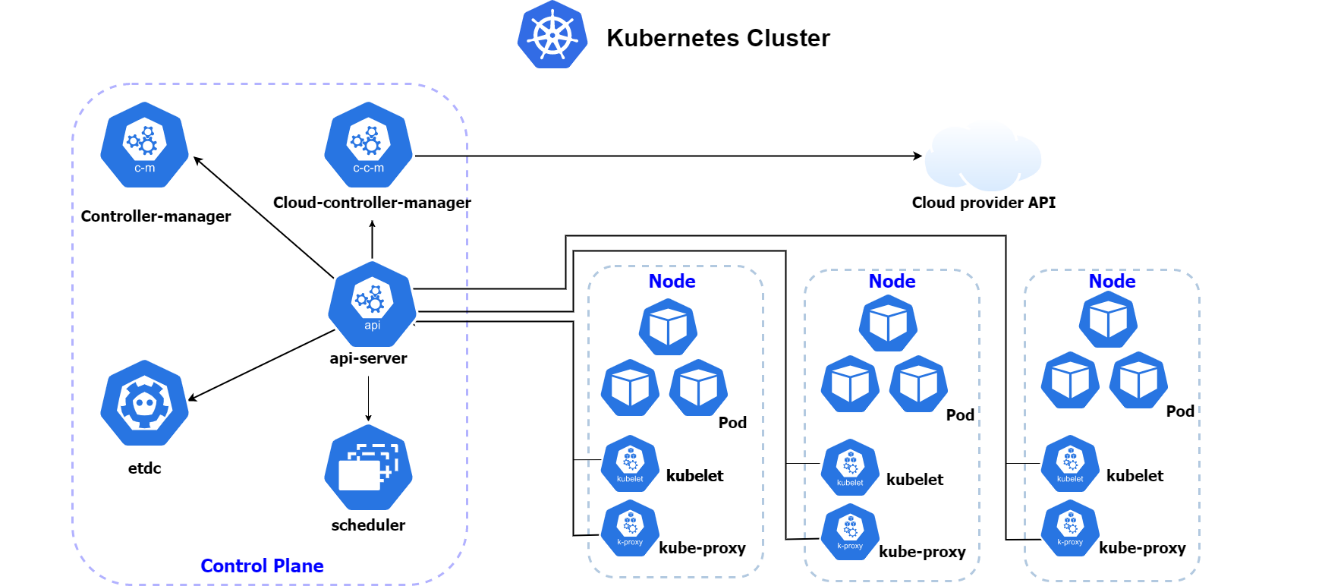 Kubernetes Cluster
c-m
c-c-m
Controller-manager
Cloud-controller-manager
Cloud provider API
api
api-server
etdc
scheduler
Control Plane
Node
Pod
kubelet
kubelet
k-proxy
kube-proxy
Node
Pod
kubelet
kubelet
k-proxy
kube-proxy
Node
Pod
kubelet
kubelet
k-proxy
kube-proxy